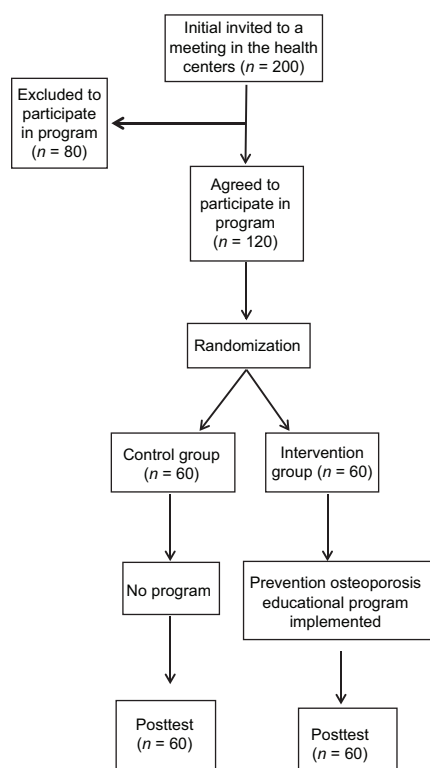 Initial invited to a
meeting in the health
centers (n = 200)
Excluded to
participate
in program
(n = 80)
Agreed to
participate in
program
(n = 120)
Randomization
Control group
(n = 60)
Intervention
group (n = 60)
No program
Prevention osteoporosis
educational program
implemented
Posttest
(n = 60)
Posttest
(n = 60)